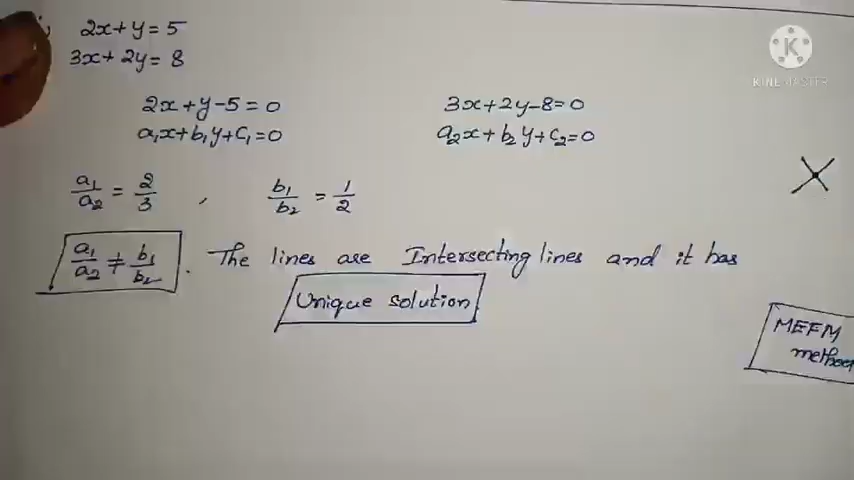 2x+y=5
3x+2y=8
2x+y-5=0
3x+2y-8=0
a₁x+b₁y+C₁=0
a₂x+b₂y+C₂=0
a₁/a₂ = 2/3 , b₁/b₂ = 1/2
a₁/a₂ ≠ b₁/b₂ . The lines are Intersecting lines and it has
Unique solution
MEFM
method
K
KINEMASTER